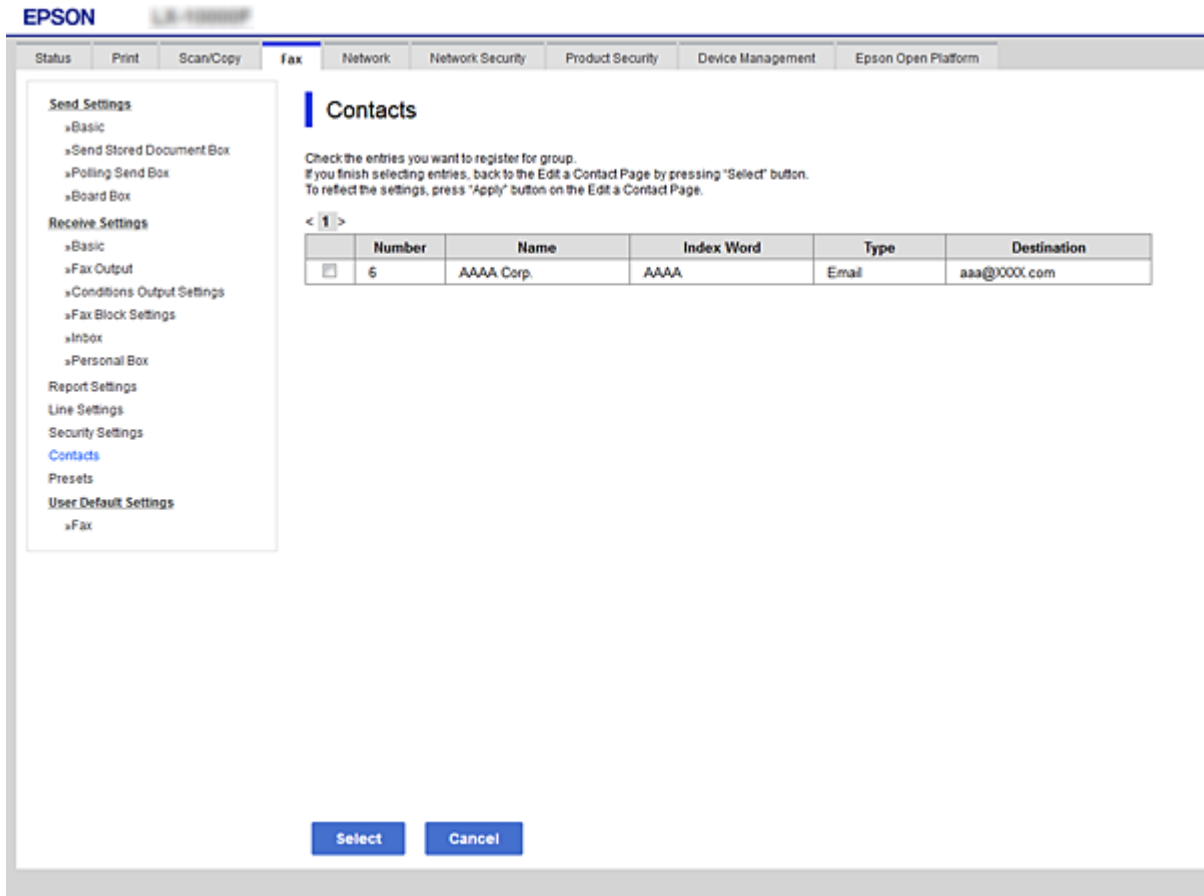 EPSON
Status Print Scan/Copy Fax Network Network Security Product Security Device Management Epson Open Platform
Send Settings
»Basic
»Send Stored Document Box
»Polling Send Box
»Board Box
Receive Settings
»Basic
»Fax Output
»Conditions Output Settings
»Fax Block Settings
»Inbox
»Personal Box
Report Settings
Line Settings
Security Settings
Contacts
Presets
User Default Settings
»Fax
Contacts
Check the entries you want to register for group.
If you finish selecting entries, back to the Edit a Contact Page by pressing "Select" button.
To reflect the settings, press "Apply" button on the Edit a Contact Page.
< 1 >
Number Name Index Word Type Destination
6 AAAA Corp. AAAA Email aaa@XXXX.com
Select Cancel